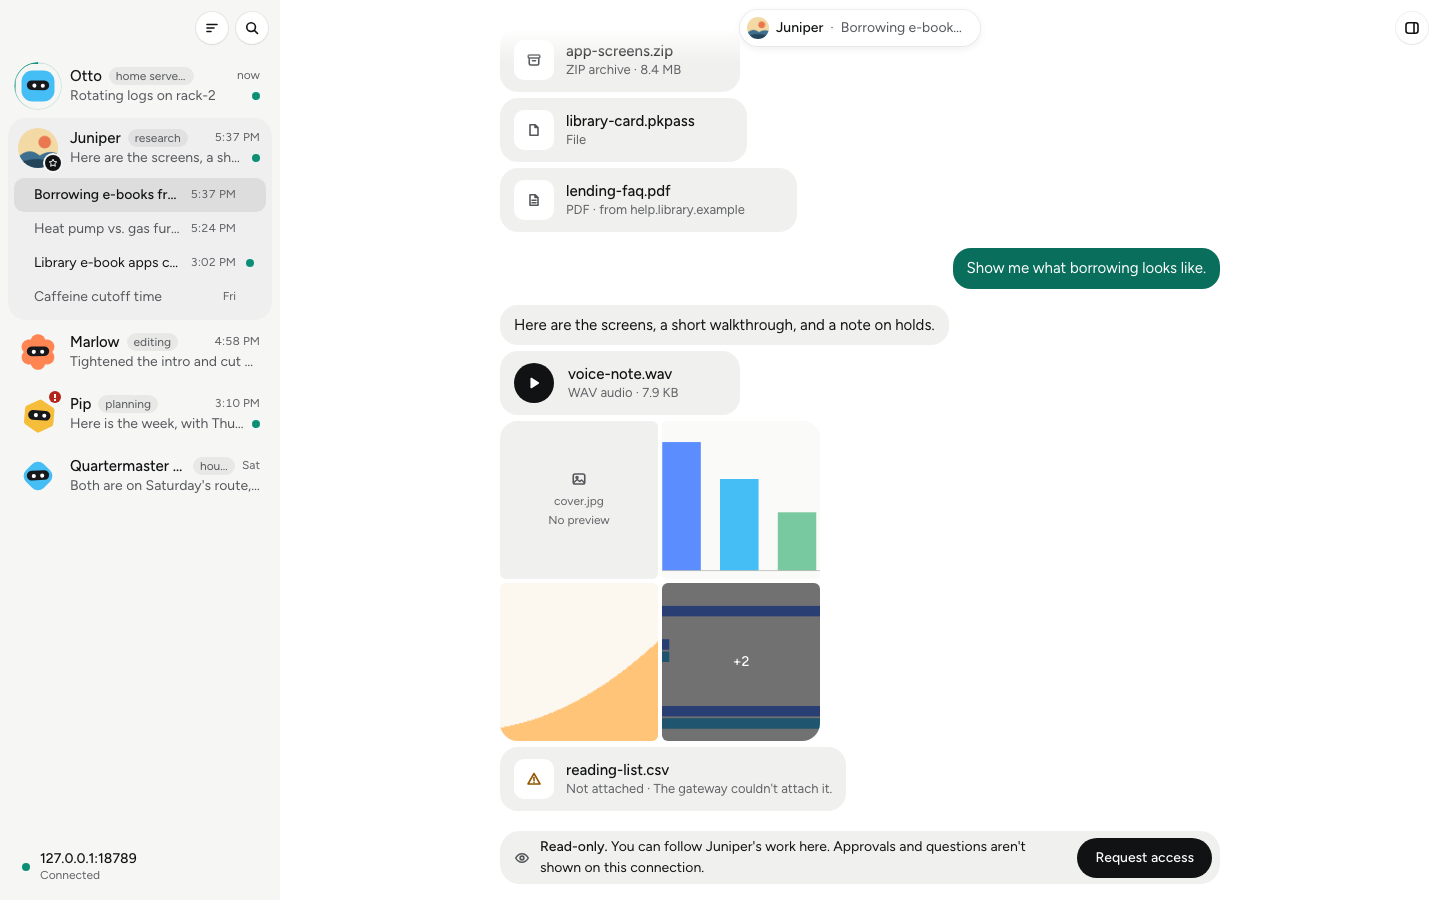 Otto home serve... now
Rotating logs on rack-2
Juniper research 5:37 PM
Here are the screens, a sh...
Borrowing e-books fr... 5:37 PM
Heat pump vs. gas fur... 5:24 PM
Library e-book apps c... 3:02 PM
Caffeine cutoff time Fri
Marlow editing 4:58 PM
Tightened the intro and cut ...
Pip planning 3:10 PM
Here is the week, with Thu...
Quartermaster ... hou... Sat
Both are on Saturday's route,...
127.0.0.1:18789
Connected
Juniper · Borrowing e-book...
app-screens.zip
ZIP archive · 8.4 MB
library-card.pkpass
File
lending-faq.pdf
PDF · from help.library.example
Show me what borrowing looks like.
Here are the screens, a short walkthrough, and a note on holds.
voice-note.wav
WAV audio · 7.9 KB
cover.jpg
No preview
+2
reading-list.csv
Not attached · The gateway couldn't attach it.
Read-only. You can follow Juniper's work here. Approvals and questions aren't
shown on this connection.
Request access